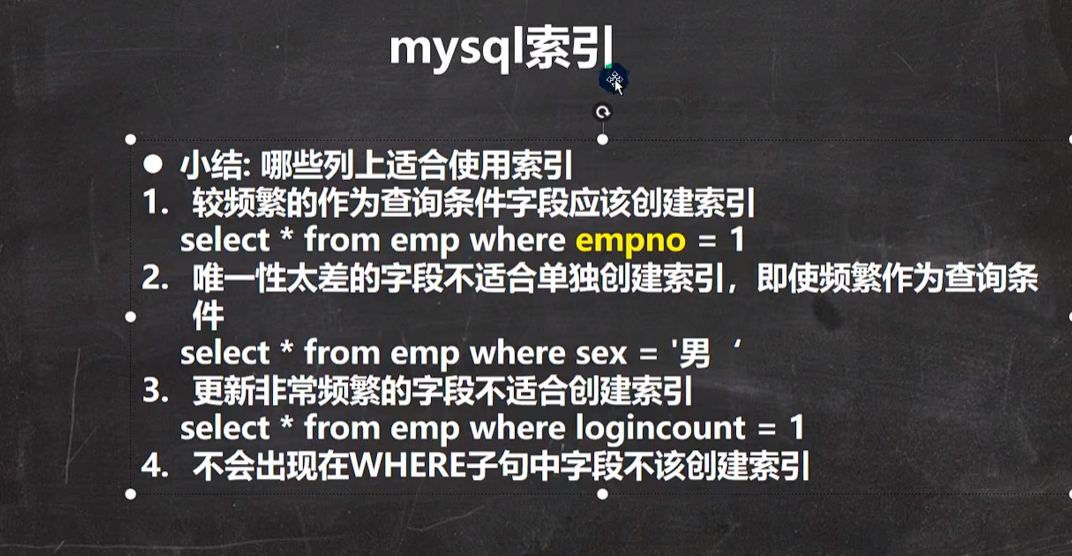 mysql索引
● 小结: 哪些列上适合使用索引
1. 较频繁的作为查询条件字段应该创建索引
select * from emp where empno = 1
2. 唯一性太差的字段不适合单独创建索引，即使频繁作为查询条
件
select * from emp where sex = '男‘
3. 更新非常频繁的字段不适合创建索引
select * from emp where logincount = 1
4. 不会出现在WHERE子句中字段不该创建索引